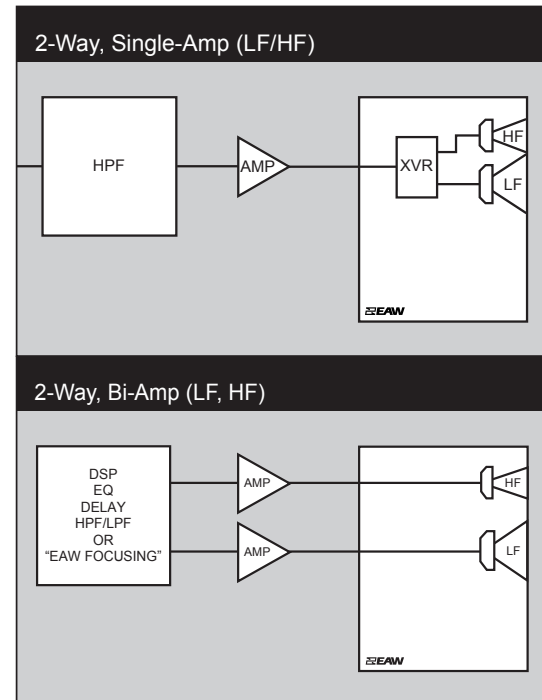 2-Way, Single-Amp (LF/HF)
HPF
AMP
XVR
HF
LF
EAW
2-Way, Bi-Amp (LF, HF)
DSP
EQ
DELAY
HPF/LPF
OR
"EAW FOCUSING"
AMP
HF
AMP
LF
EAW